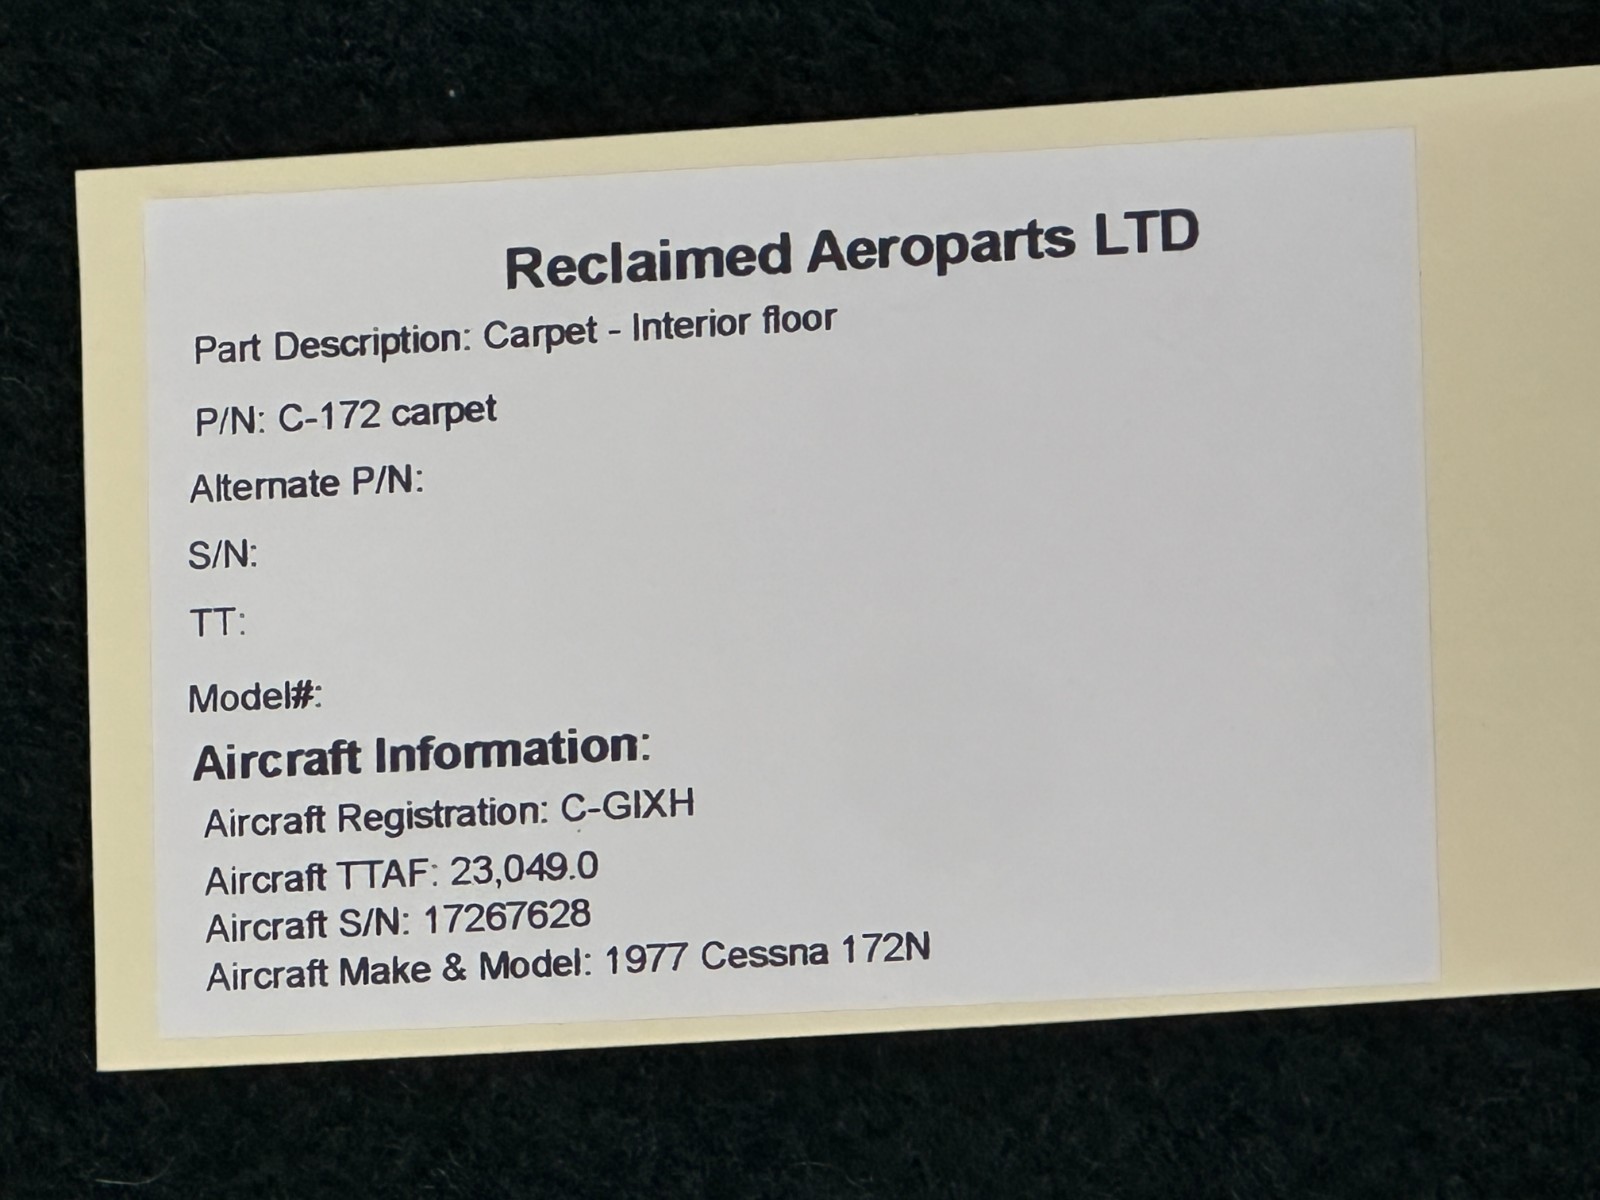 Reclaimed Aeroparts LTD
Part Description: Carpet - Interior floor
P/N: C-172 carpet
Alternate P/N:
S/N:
TT:
Model#:
Aircraft Information:
Aircraft Registration: C-GIXH
Aircraft TTAF: 23,049.0
Aircraft S/N: 17267628
Aircraft Make & Model: 1977 Cessna 172N